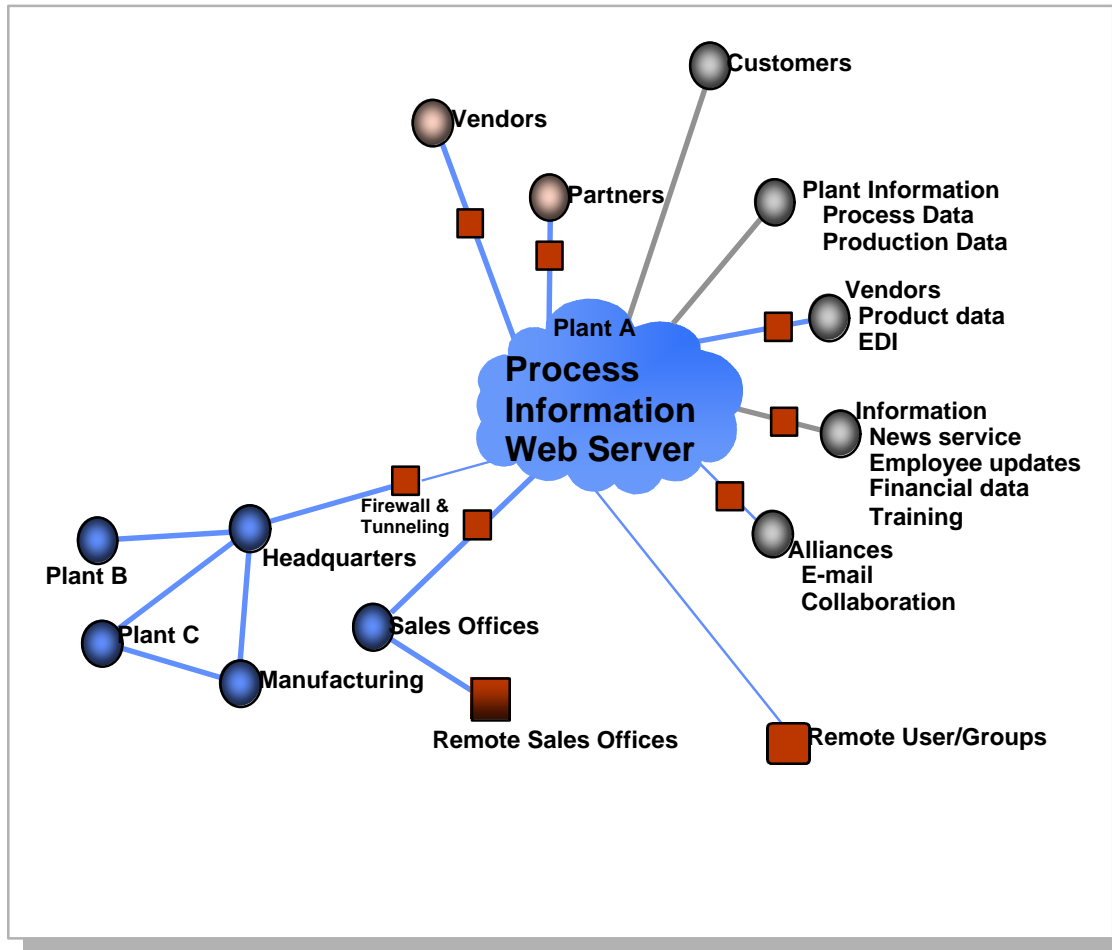 Customers
Vendors
Partners
Plant Information
Process Data
Production Data
Vendors
Product data
EDI
Plant A
Process
Information
Web Server
Information
News service
Employee updates
Financial data
Training
Firewall &
Tunneling
Headquarters
Plant B
Alliances
E-mail
Collaboration
Plant C
Sales Offices
Manufacturing
Remote Sales Offices
Remote User/Groups